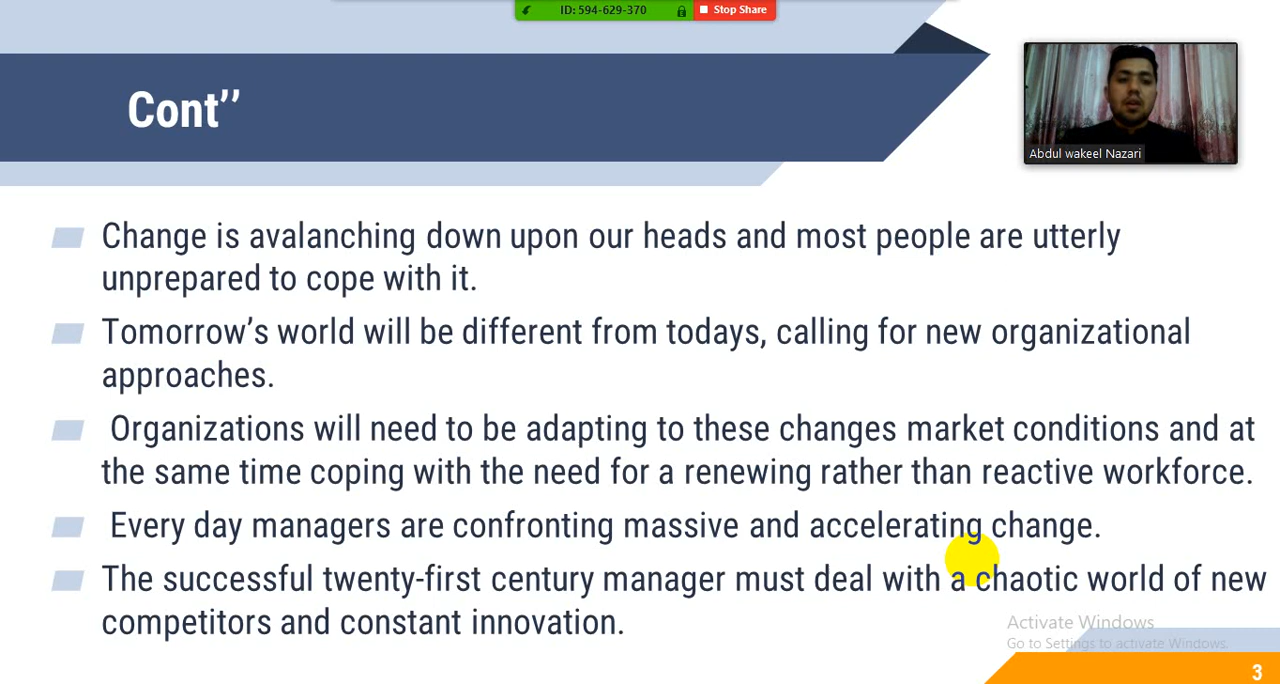 ID: 594-629-370
Stop Share
Cont’’
Abdul wakeel Nazari
Change is avalanching down upon our heads and most people are utterly
unprepared to cope with it.
Tomorrow’s world will be different from todays, calling for new organizational
approaches.
Organizations will need to be adapting to these changes market conditions and at
the same time coping with the need for a renewing rather than reactive workforce.
Every day managers are confronting massive and accelerating change.
The successful twenty-first century manager must deal with a chaotic world of new
competitors and constant innovation.
Activate Windows
Go to Settings to activate Windows.
3